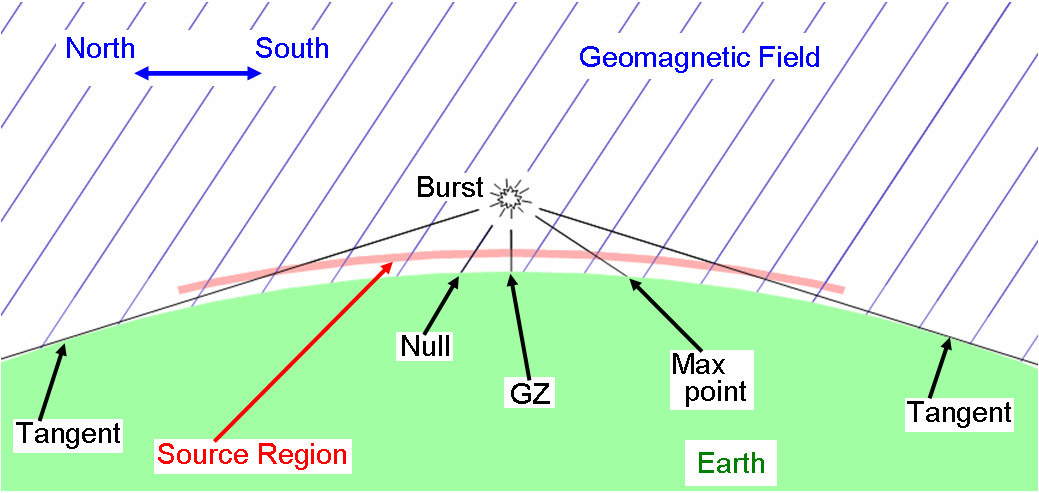 North
South
Geomagnetic Field
Burst
Null
GZ
Max
point
Tangent
Tangent
Source Region
Earth